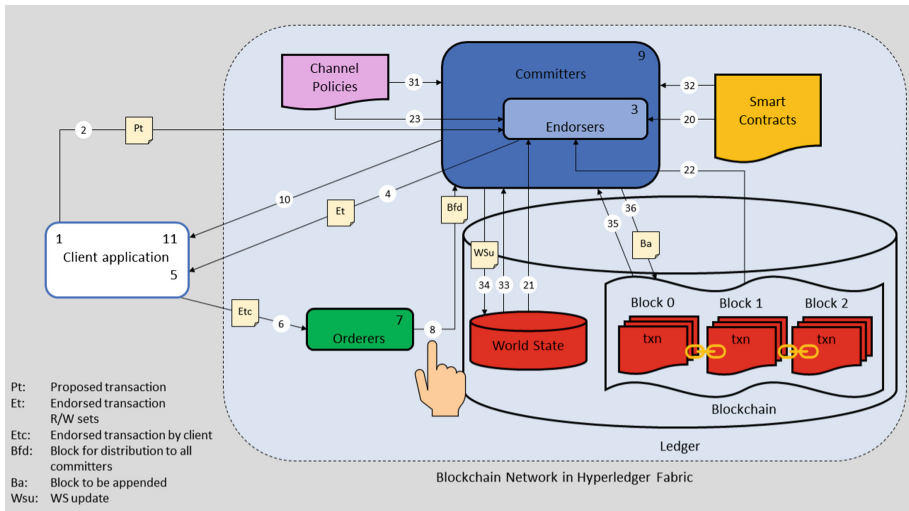 Channel
Policies
31
9
Committers
32
Smart
Contracts
3
Endorsers
23
20
2
Pt
22
10
4
Et
Bfd
36
35
Ba
1
11
Client application
5
WSu
34
33
21
Block 0
Block 1
Block 2
txn
txn
txn
Etc
6
7
Orderers
8
World State
Blockchain
Ledger
Blockchain Network in Hyperledger Fabric
Pt: Proposed transaction
Et: Endorsed transaction
R/W sets
Etc: Endorsed transaction by client
Bfd: Block for distribution to all
committers
Ba: Block to be appended
Wsu: WS update